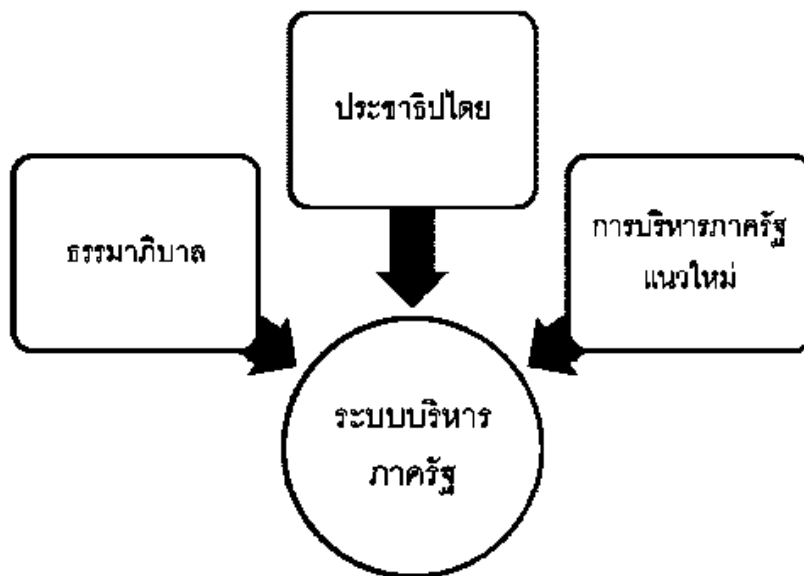 ประชาธิปไตย
ธรรมาภิบาล
การบริหารภาครัฐ
แนวใหม่
ระบบบริหาร
ภาครัฐ